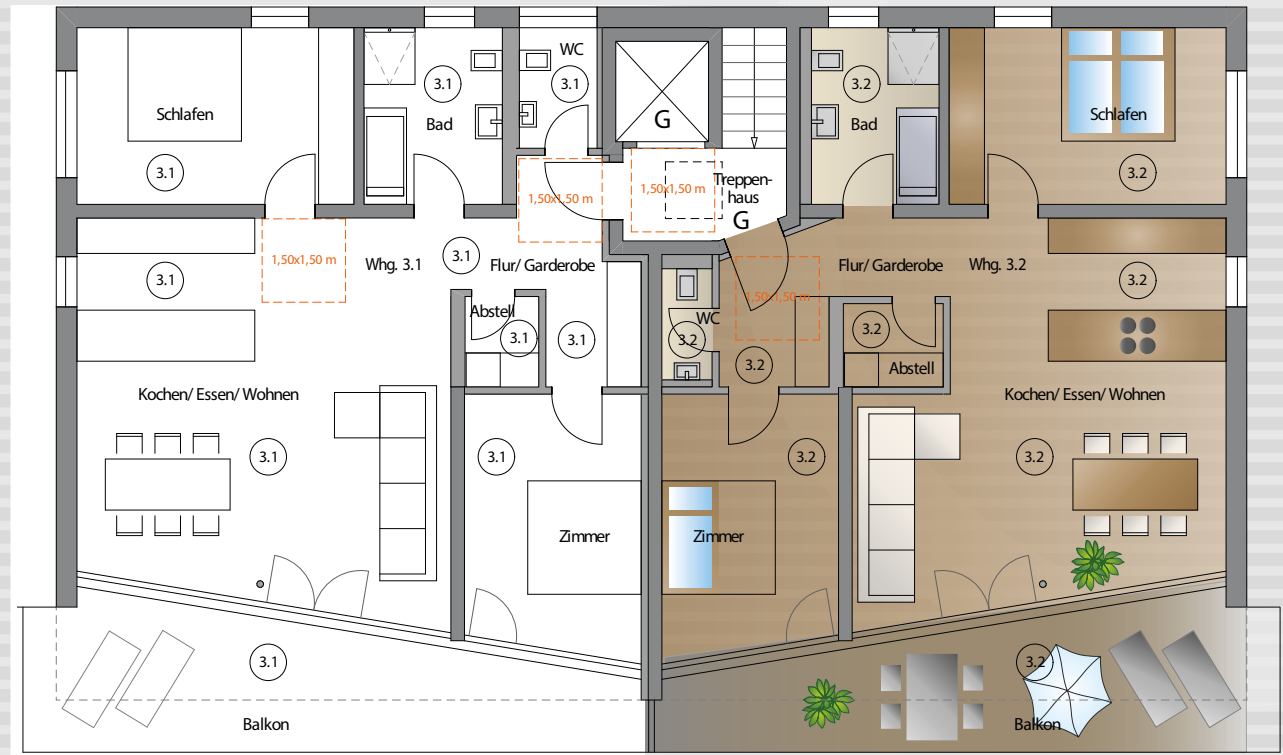 WC
3.1
3.1
Bad
Schlafen
3.1
G
Treppen-
haus
G
1,50x1,50 m
1,50x1,50 m
3.2
Bad
Schlafen
3.2
1,50x1,50 m
3.1
Whg. 3.1
3.1
Flur/ Garderobe
Abstell
3.1
3.1
Kochen/ Essen/ Wohnen
3.1
3.1
Zimmer
3.1
Balkon
Flur/ Garderobe
Whg. 3.2
3.2
1,50x1,50 m
WC
3.2
3.2
3.2
Abstell
Kochen/ Essen/ Wohnen
3.2
3.2
Zimmer
3.2
Balkon